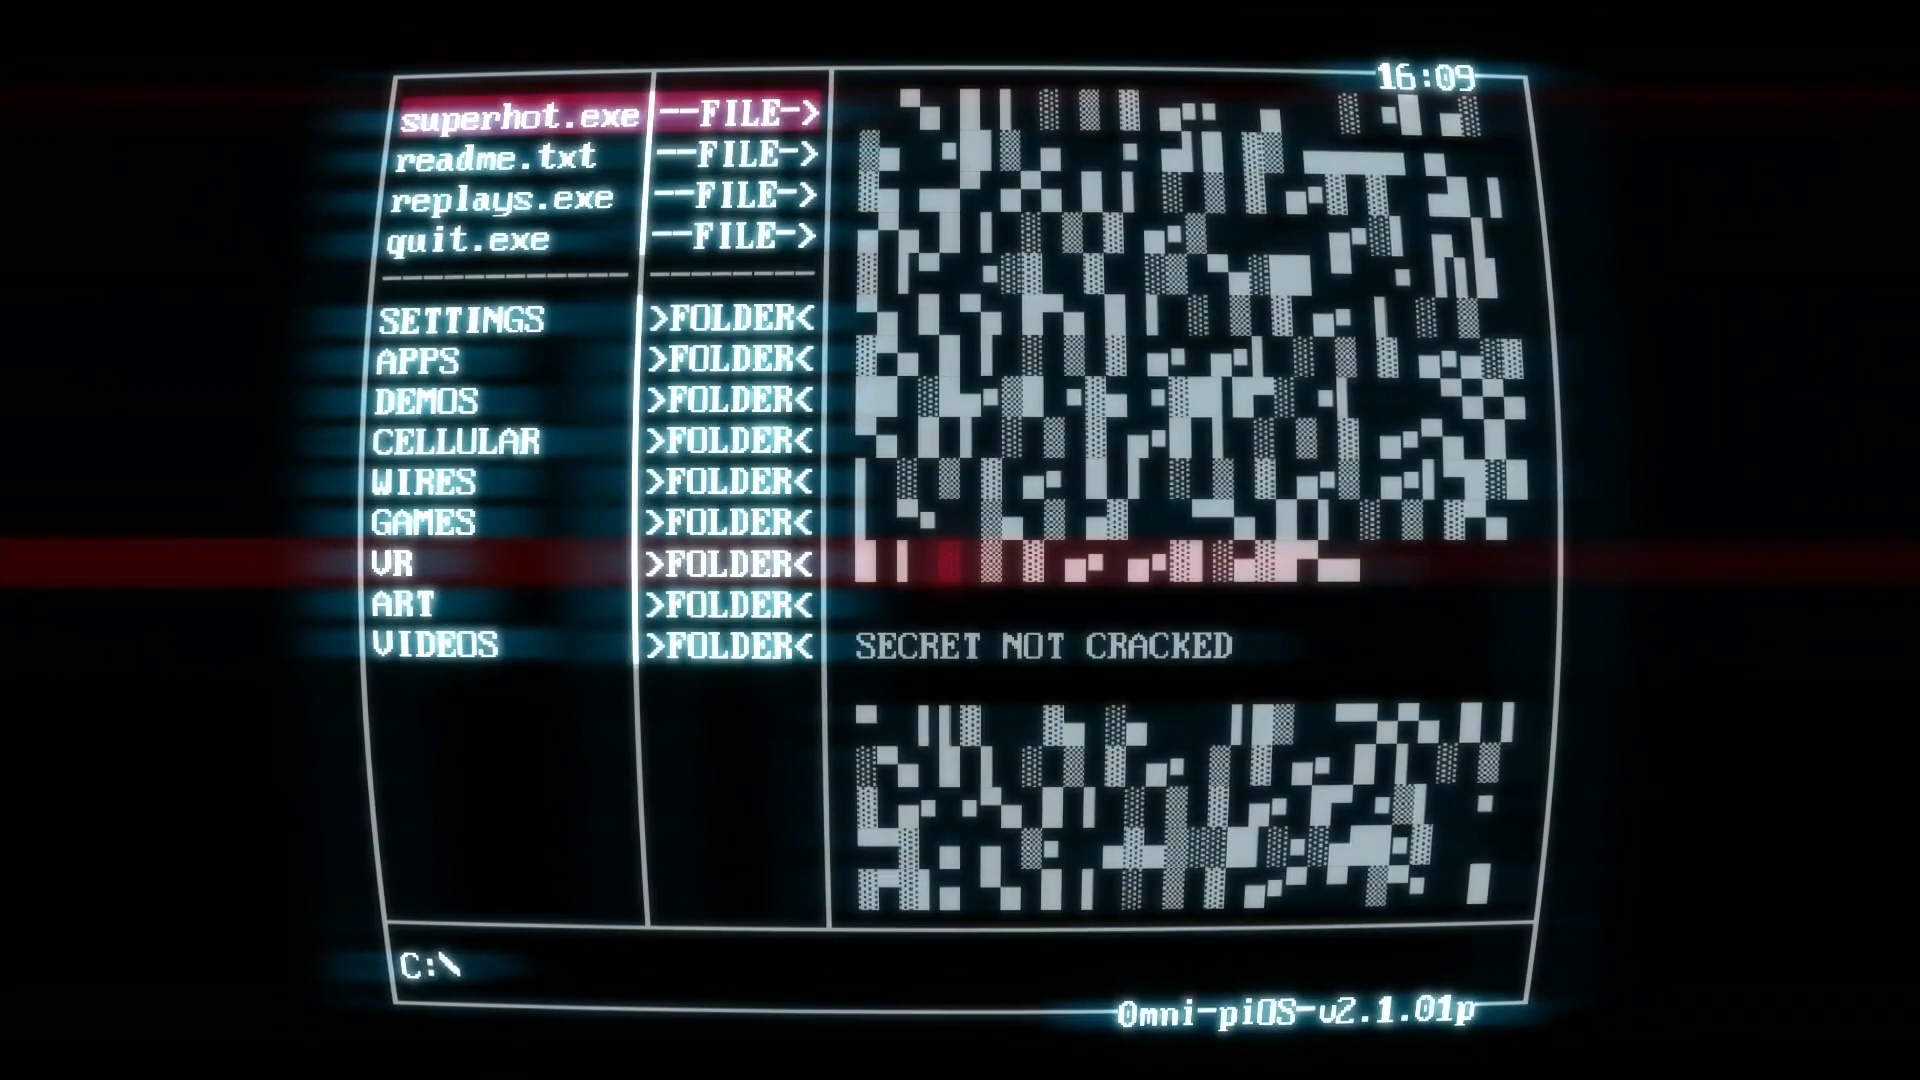 16:09
superhot.exe --FILE->
readme.txt --FILE->
replays.exe --FILE->
quit.exe --FILE->
SETTINGS >FOLDER<
APPS >FOLDER<
DEMOS >FOLDER<
CELLULAR >FOLDER<
WIRES >FOLDER<
GAMES >FOLDER<
VR >FOLDER<
ART >FOLDER<
VIDEOS >FOLDER<
SECRET NOT CRACKED
C:\
0mni-piOS-v2.1.01p